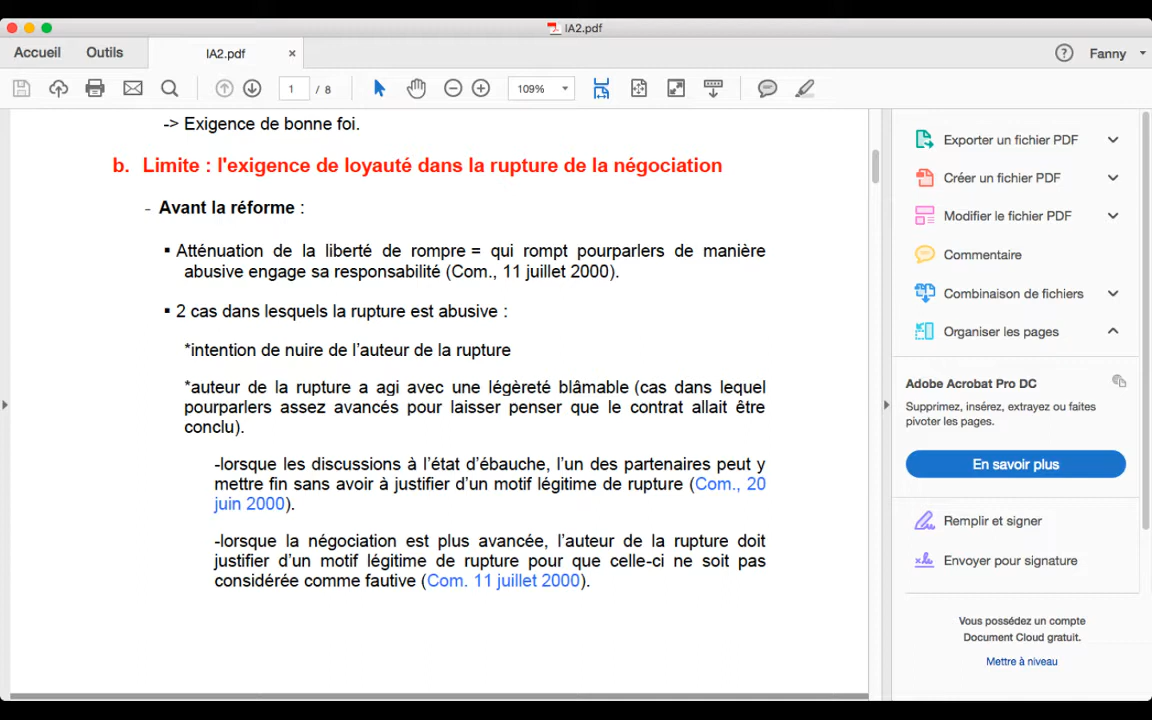 IA2.pdf
Accueil
Outils
IA2.pdf
×
?
Fanny
1 / 8
109%
-> Exigence de bonne foi.
b. Limite : l'exigence de loyauté dans la rupture de la négociation
- Avant la réforme :
▪ Atténuation de la liberté de rompre = qui rompt pourparlers de manière
abusive engage sa responsabilité (Com., 11 juillet 2000).
▪ 2 cas dans lesquels la rupture est abusive :
*intention de nuire de l'auteur de la rupture
*auteur de la rupture a agi avec une légèreté blâmable (cas dans lequel
pourparlers assez avancés pour laisser penser que le contrat allait être
conclu).
-lorsque les discussions à l'état d'ébauche, l'un des partenaires peut y
mettre fin sans avoir à justifier d'un motif légitime de rupture (Com., 20
juin 2000).
-lorsque la négociation est plus avancée, l'auteur de la rupture doit
justifier d'un motif légitime de rupture pour que celle-ci ne soit pas
considérée comme fautive (Com. 11 juillet 2000).
Exporter un fichier PDF
Créer un fichier PDF
Modifier le fichier PDF
Commentaire
Combinaison de fichiers
Organiser les pages
Adobe Acrobat Pro DC
Supprimez, insérez, extrayez ou faites
pivoter les pages.
En savoir plus
Remplir et signer
Envoyer pour signature
Vous possédez un compte
Document Cloud gratuit.
Mettre à niveau